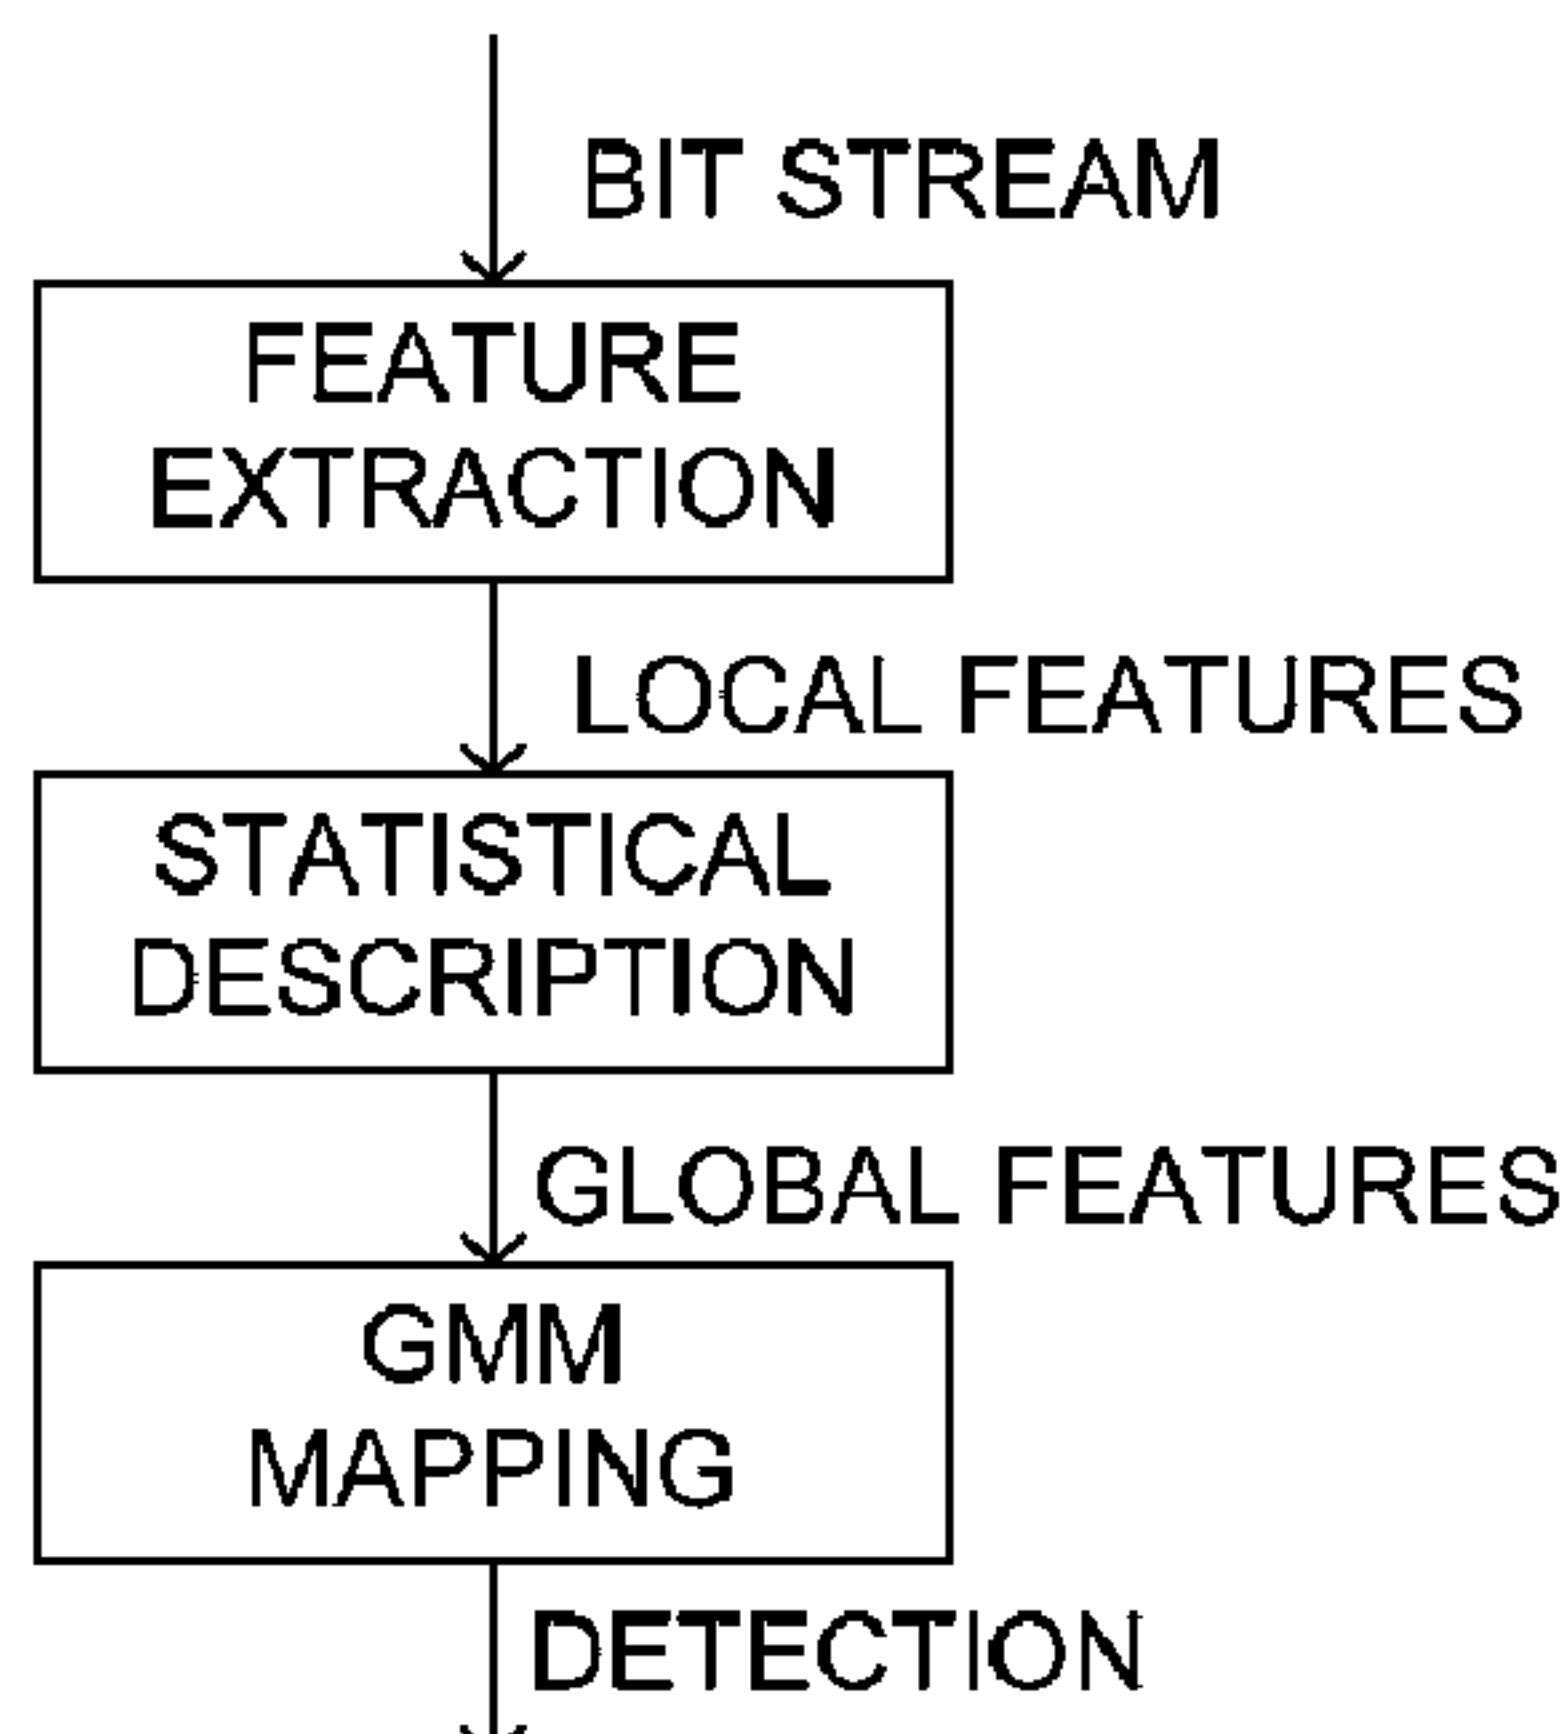 BIT STREAM
FEATURE
EXTRACTION
LOCAL FEATURES
STATISTICAL
DESCRIPTION
GLOBAL FEATURES
GMM
MAPPING
DETECTION